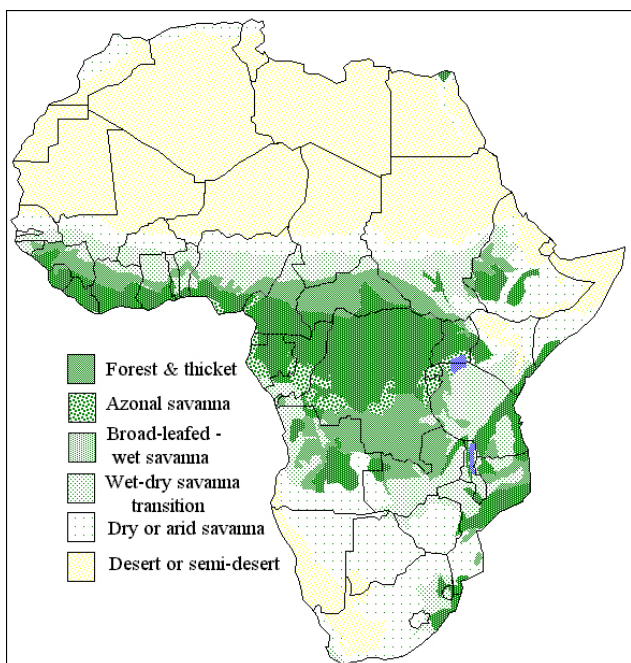 Forest & thicket
Azonal savanna
Broad-leafed -
wet savanna
Wet-dry savanna
transition
Dry or arid savanna
Desert or semi-desert